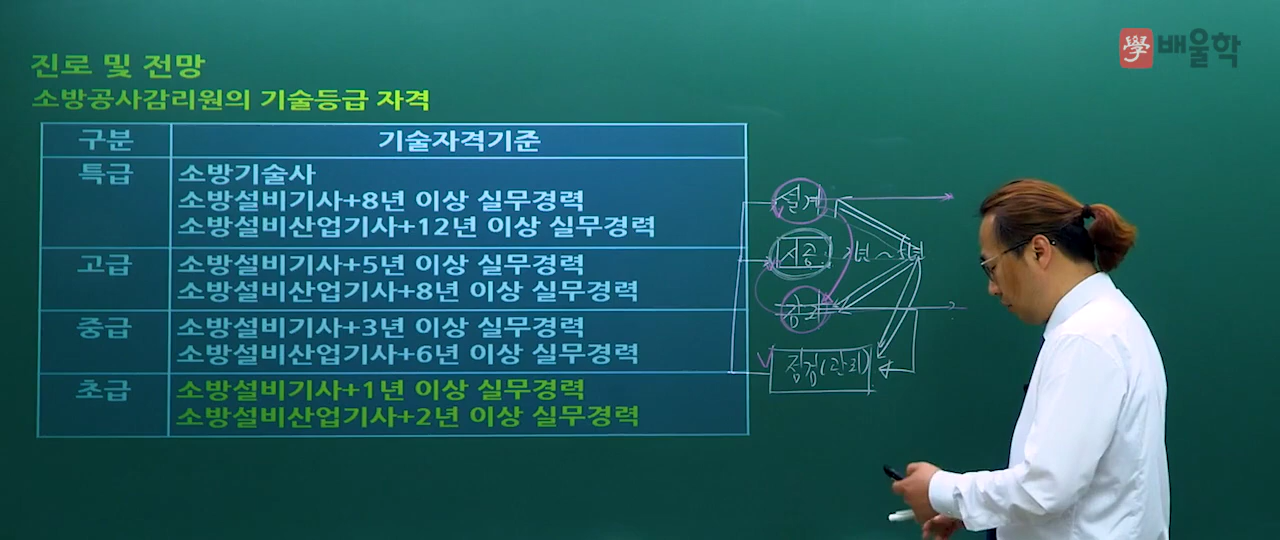 學 배울학
진로 및 전망
소방공사감리원의 기술등급 자격
구분 기술자격기준
특급 소방기술사
소방설비기사+8년 이상 실무경력
소방설비산업기사+12년 이상 실무경력
고급 소방설비기사+5년 이상 실무경력
소방설비산업기사+8년 이상 실무경력
중급 소방설비기사+3년 이상 실무경력
소방설비산업기사+6년 이상 실무경력
초급 소방설비기사+1년 이상 실무경력
소방설비산업기사+2년 이상 실무경력
설계
시공 : ~ 5년
감리
점검(관리)